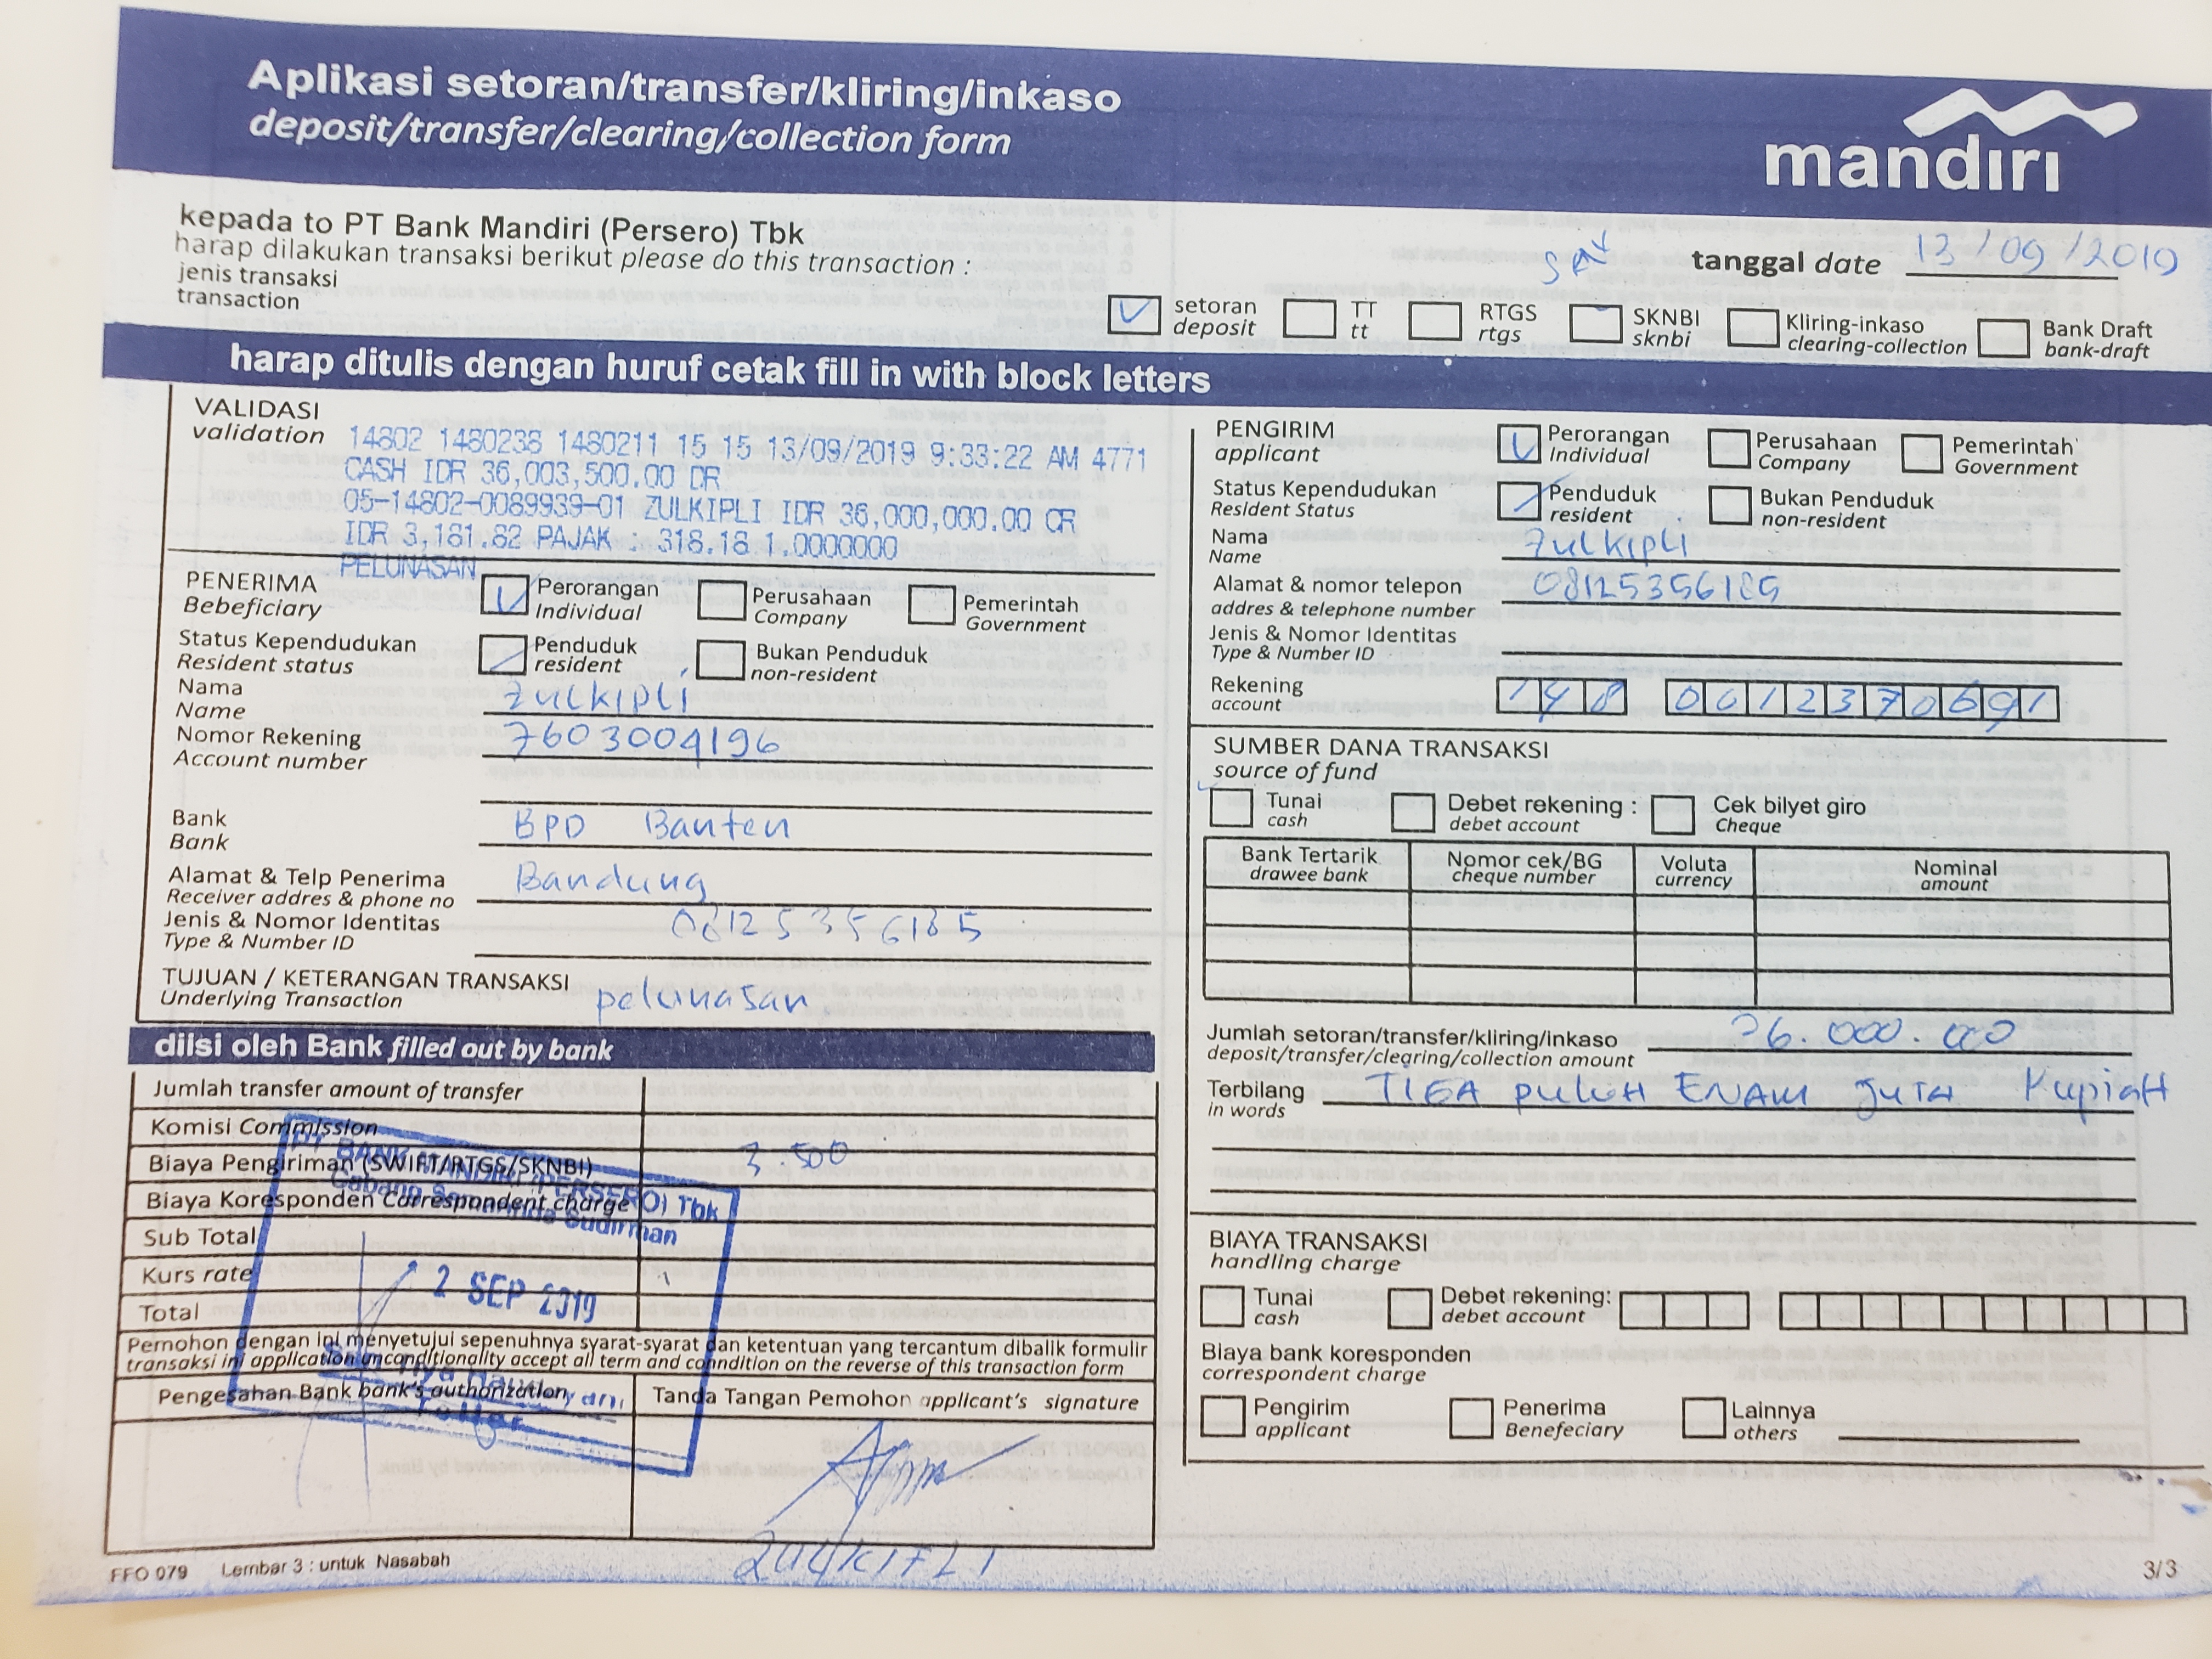 Aplikasi setoran/transfer/kliring/inkaso
deposit/transfer/clearing/collection form
mandırı
kepada to PT Bank Mandiri (Persero) Tbk
harap dilakukan transaksi berikut please do this transaction :
jenis transaksi
transaction
tanggal date 13/09/2019
setoran deposit
TT tt
RTGS rtgs
SKNBI sknbi
Kliring-inkaso clearing-collection
Bank Draft bank-draft
harap ditulis dengan huruf cetak fill in with block letters
VALIDASI
validation
14802 1480238 1480211 15 15 13/09/2019 9:33:22 AM 4771
CASH IDR 36,003,500.00 DR
05-14802-0089939-01 ZULKIPLI IDR 36,000,000.00 CR
IDR 3,181.82 PAJAK : 318.18 1.0000000
PELUNASAN
PENERIMA
Bebeficiary
Perorangan Individual
Perusahaan Company
Pemerintah Government
Status Kependudukan
Resident status
Penduduk resident
Bukan Penduduk non-resident
Nama
Name
Zulkipli
Nomor Rekening
Account number
7603004196
Bank
Bank
BPD Banten
Alamat & Telp Penerima
Receiver addres & phone no
Bandung
Jenis & Nomor Identitas
Type & Number ID
08125356185
TUJUAN / KETERANGAN TRANSAKSI
Underlying Transaction
pelunasan
diisi oleh Bank filled out by bank
Jumlah transfer amount of transfer
Komisi Commission
Biaya Pengiriman (SWIFT/RTGS/SKNBI) 3.500
Biaya Koresponden Correspondent charge
Sub Total
Kurs rate
Total
PT BANK MANDIRI (PERSERO) Tbk
Cabang Samarinda Sudirman
2 SEP 2019
Teller
Pemohon dengan ini menyetujui sepenuhnya syarat-syarat dan ketentuan yang tercantum dibalik formulir
transaksi ini application unconditionality accept all term and conndition on the reverse of this transaction form
Pengesahan Bank bank's authorization
Tanda Tangan Pemohon applicant's signature
ZULKIFLI
FFO 079 Lembar 3 : untuk Nasabah
PENGIRIM
applicant
Perorangan Individual
Perusahaan Company
Pemerintah Government
Status Kependudukan
Resident Status
Penduduk resident
Bukan Penduduk non-resident
Nama
Name
Zulkipli
Alamat & nomor telepon
addres & telephone number
08125356185
Jenis & Nomor Identitas
Type & Number ID
Rekening
account
148 0012370691
SUMBER DANA TRANSAKSI
source of fund
Tunai cash
Debet rekening : debet account
Cek bilyet giro Cheque
Bank Tertarik drawee bank
Nomor cek/BG cheque number
Voluta currency
Nominal amount
Jumlah setoran/transfer/kliring/inkaso
deposit/transfer/clearing/collection amount
36.000.000
Terbilang
in words
TIGA PULUH ENAM JUTA RupiaH
BIAYA TRANSAKSI
handling charge
Tunai cash
Debet rekening: debet account
Biaya bank koresponden
correspondent charge
Pengirim applicant
Penerima Benefeciary
Lainnya others
3/3